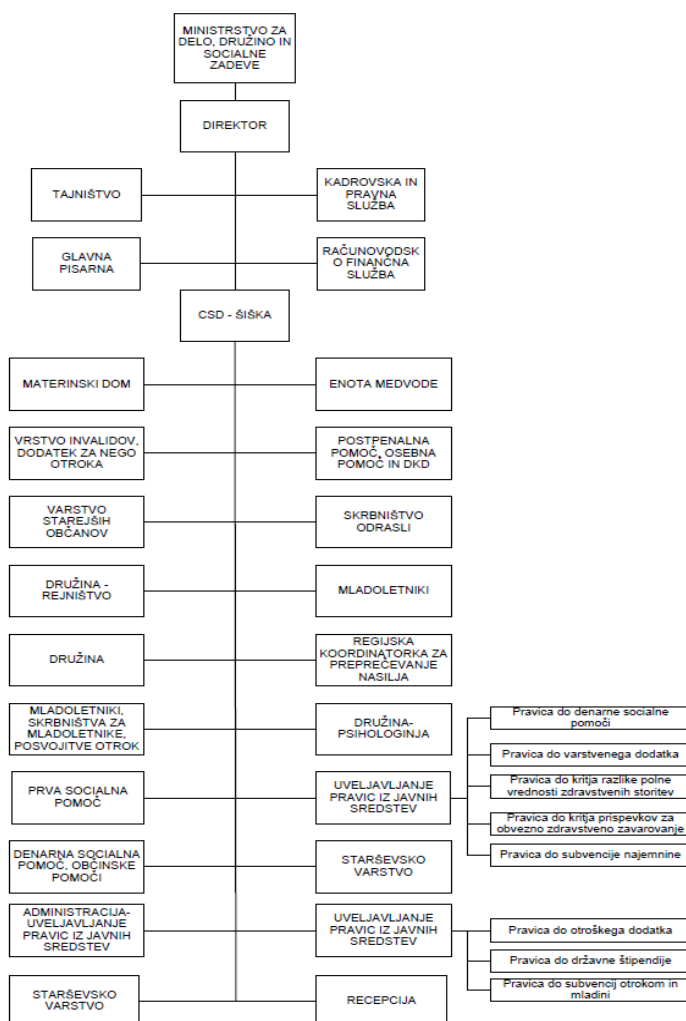 MINISTRSTVO ZA
DELO, DRUŽINO IN
SOCIALNE
ZADEVE
DIREKTOR
TAJNIŠTVO
KADROVSKA IN
PRAVNA
SLUŽBA
GLAVNA
PISARNA
RAČUNOVODSK
O FINANČNA
SLUŽBA
CSD - ŠIŠKA
MATERINSKI DOM
ENOTA MEDVODE
VRSTVO INVALIDOV,
DODATEK ZA NEGO
OTROKA
POSTPENALNA
POMOČ, OSEBNA
POMOČ IN DKD
VARSTVO
STAREJŠIH
OBČANOV
SKRBNIŠTVO
ODRASLI
DRUŽINA -
REJNIŠTVO
MLADOLETNIKI
DRUŽINA
REGIJSKA
KOORDINATORKA ZA
PREPREČEVANJE
NASILJA
MLADOLETNIKI,
SKRBNIŠTVA ZA
MLADOLETNIKE,
POSVOJITVE OTROK
DRUŽINA-
PSIHOLOGINJA
PRVA SOCIALNA
POMOČ
UVELJAVLJANJE
PRAVIC IZ JAVNIH
SREDSTEV
Pravica do denarne socialne
pomoči
Pravica do varstvenega dodatka
Pravica do kritja razlike polne
vrednosti zdravstvenih storitev
Pravica do kritja prispevkov za
obvezno zdravstveno zavarovanje
Pravica do subvencije najemnine
DENARNA SOCIALNA
POMOČ, OBČINSKE
POMOČI
STARŠEVSKO
VARSTVO
ADMINISTRACIJA-
UVELJAVLJANJE
PRAVIC IZ JAVNIH
SREDSTEV
UVELJAVLJANJE
PRAVIC IZ JAVNIH
SREDSTEV
Pravica do otroškega dodatka
Pravica do državne štipendije
Pravica do subvencij otrokom in
mladini
STARŠEVSKO
VARSTVO
RECEPCIJA